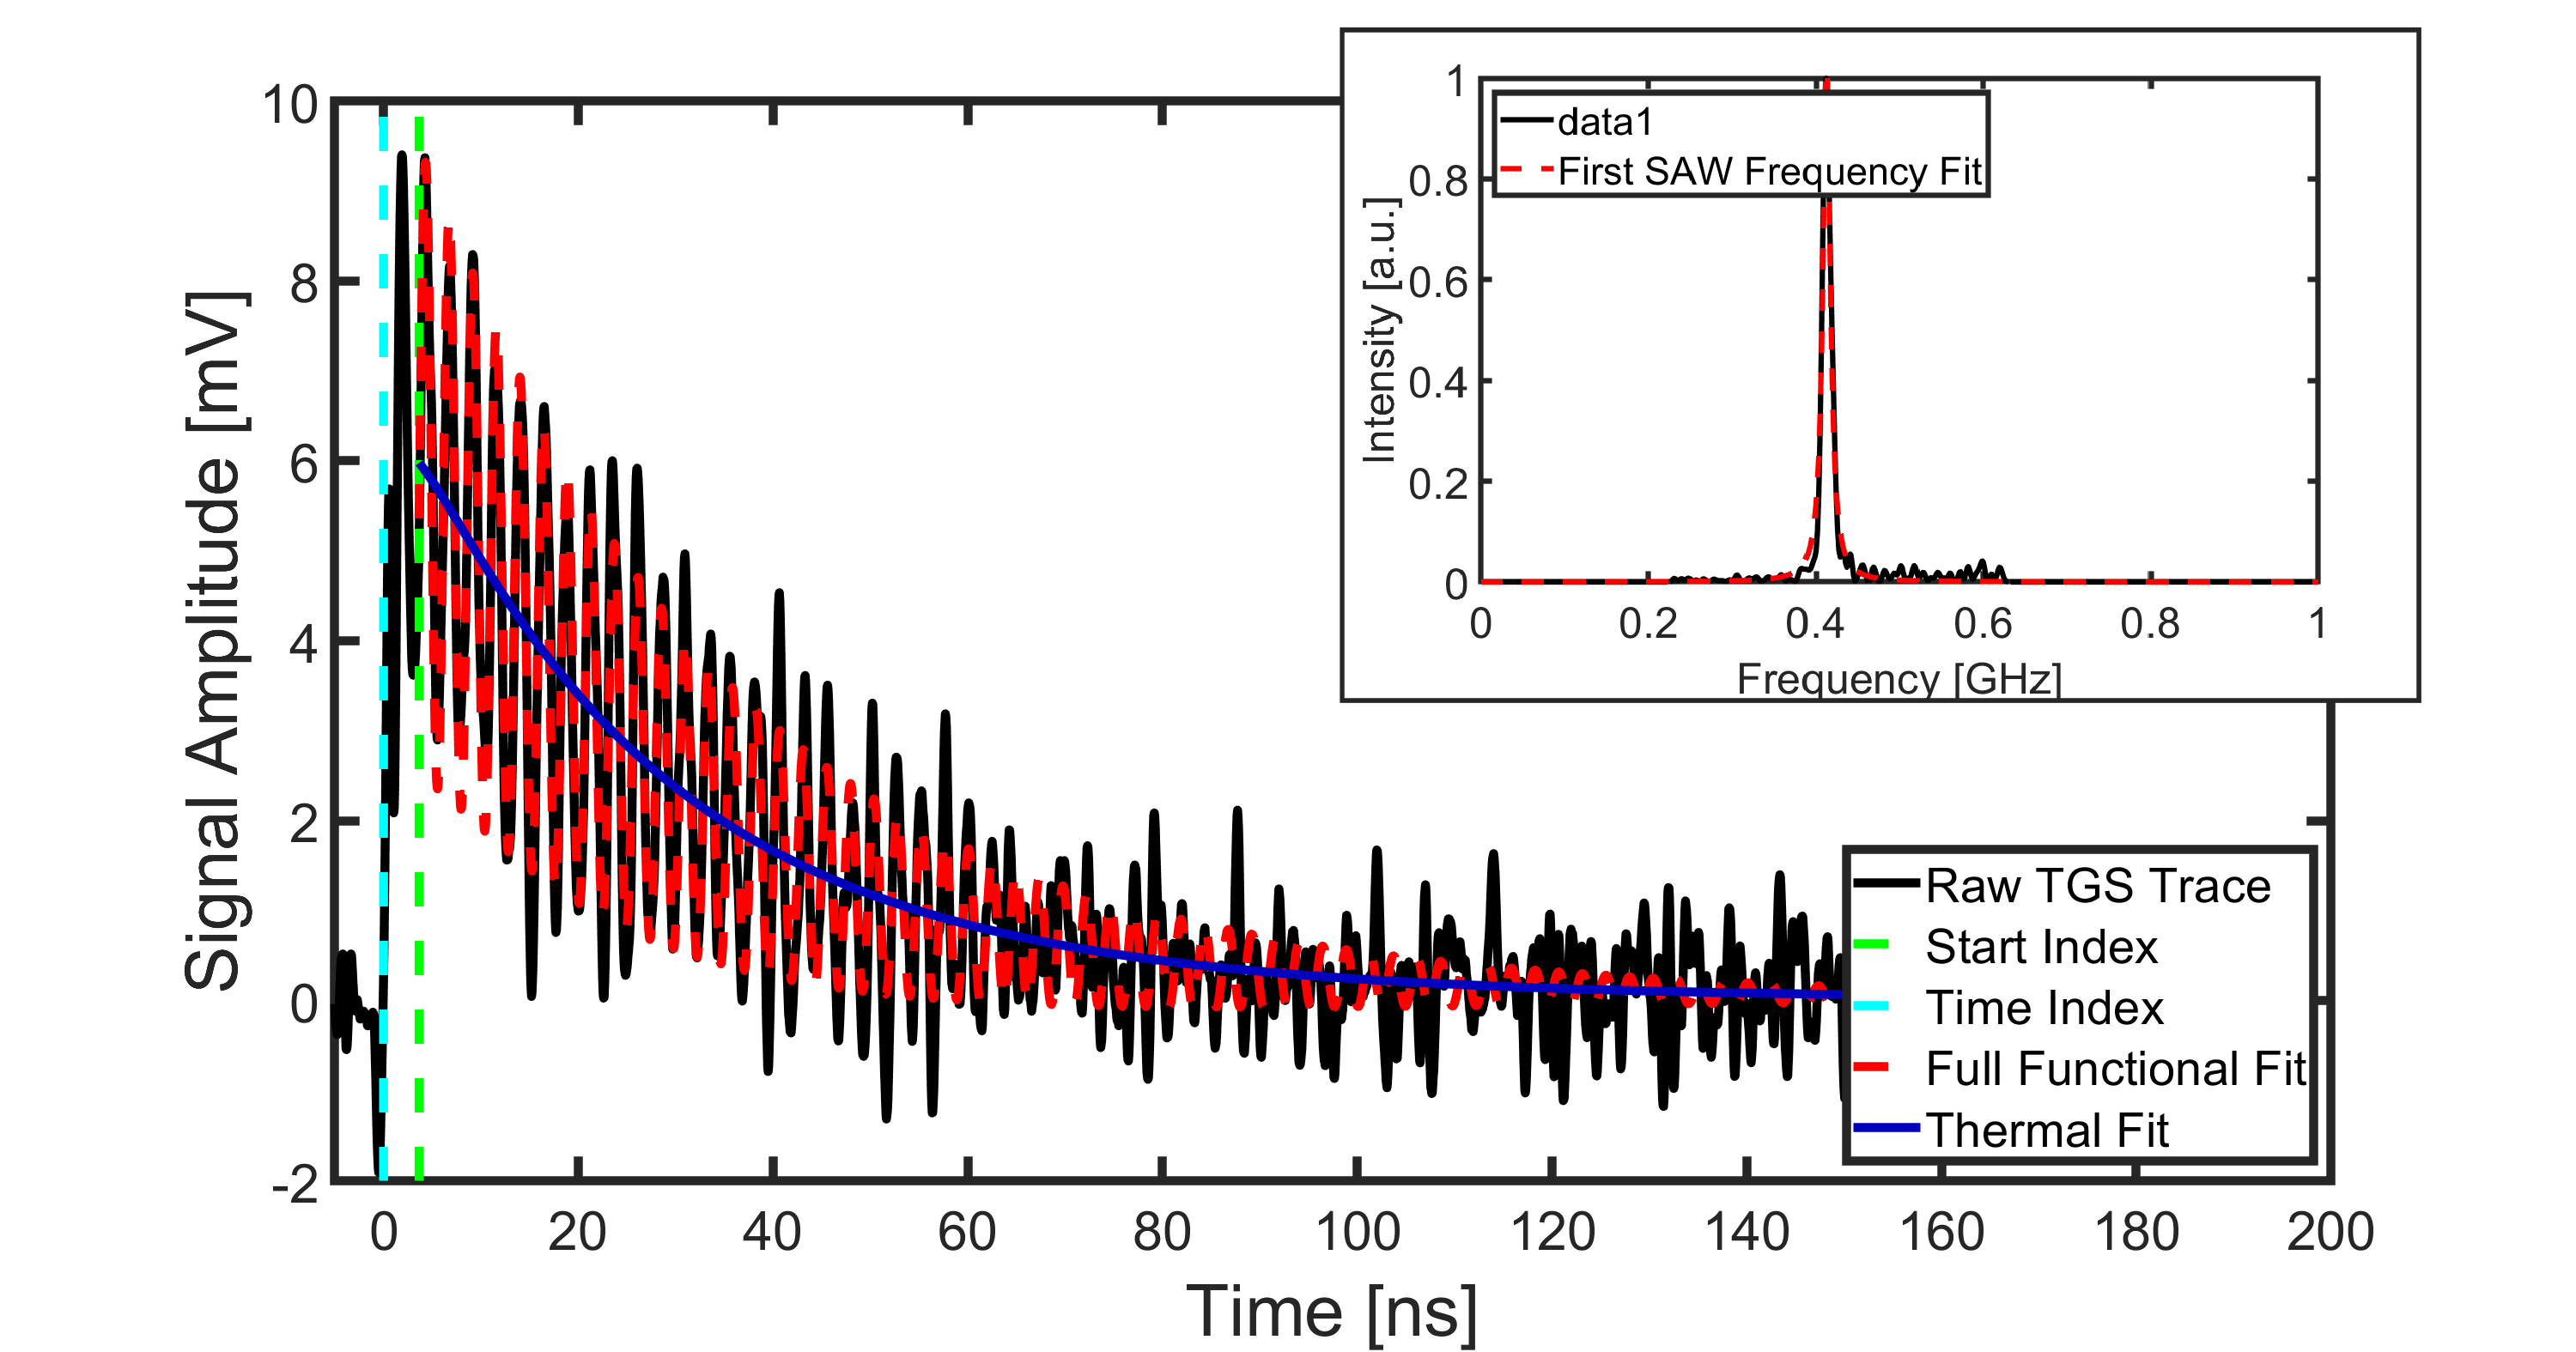 10
8
6
4
2
0
-2
Signal Amplitude [mV]
0 20 40 60 80 100 120 140 160 180 200
Time [ns]
1
0.8
0.6
0.4
0.2
0
Intensity [a.u.]
data1
First SAW Frequency Fit
0 0.2 0.4 0.6 0.8 1
Frequency [GHz]
Raw TGS Trace
Start Index
Time Index
Full Functional Fit
Thermal Fit